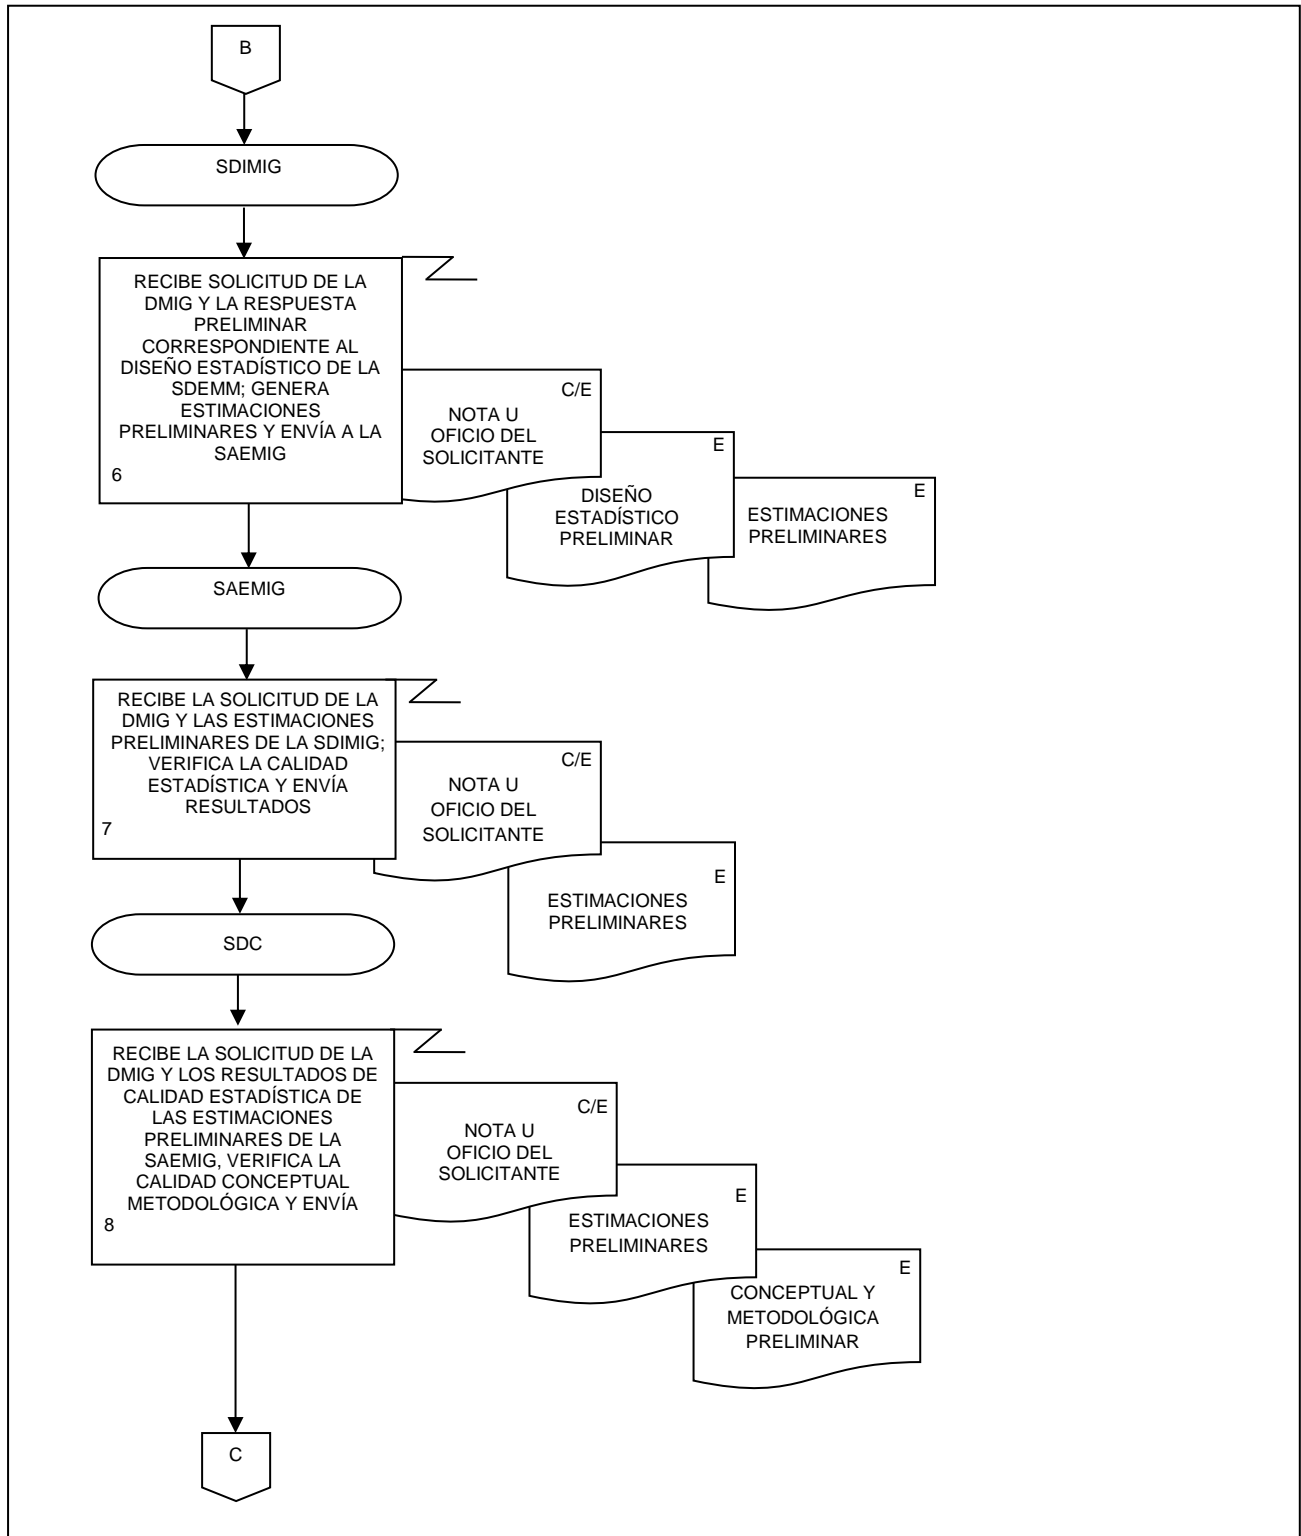 B
SDIMIG
RECIBE SOLICITUD DE LA
DMIG Y LA RESPUESTA
PRELIMINAR
CORRESPONDIENTE AL
DISEÑO ESTADÍSTICO DE LA
SDEMM; GENERA
ESTIMACIONES
PRELIMINARES Y ENVÍA A LA
SAEMIG
6
C/E
NOTA U
OFICIO DEL
SOLICITANTE
E
DISEÑO
ESTADÍSTICO
PRELIMINAR
E
ESTIMACIONES
PRELIMINARES
SAEMIG
RECIBE LA SOLICITUD DE LA
DMIG Y LAS ESTIMACIONES
PRELIMINARES DE LA SDIMIG;
VERIFICA LA CALIDAD
ESTADÍSTICA Y ENVÍA
RESULTADOS
7
C/E
NOTA U
OFICIO DEL
SOLICITANTE
E
ESTIMACIONES
PRELIMINARES
SDC
RECIBE LA SOLICITUD DE LA
DMIG Y LOS RESULTADOS DE
CALIDAD ESTADÍSTICA DE
LAS ESTIMACIONES
PRELIMINARES DE LA
SAEMIG, VERIFICA LA
CALIDAD CONCEPTUAL
METODOLÓGICA Y ENVÍA
8
C/E
NOTA U
OFICIO DEL
SOLICITANTE
E
ESTIMACIONES
PRELIMINARES
E
CONCEPTUAL Y
METODOLÓGICA
PRELIMINAR
C